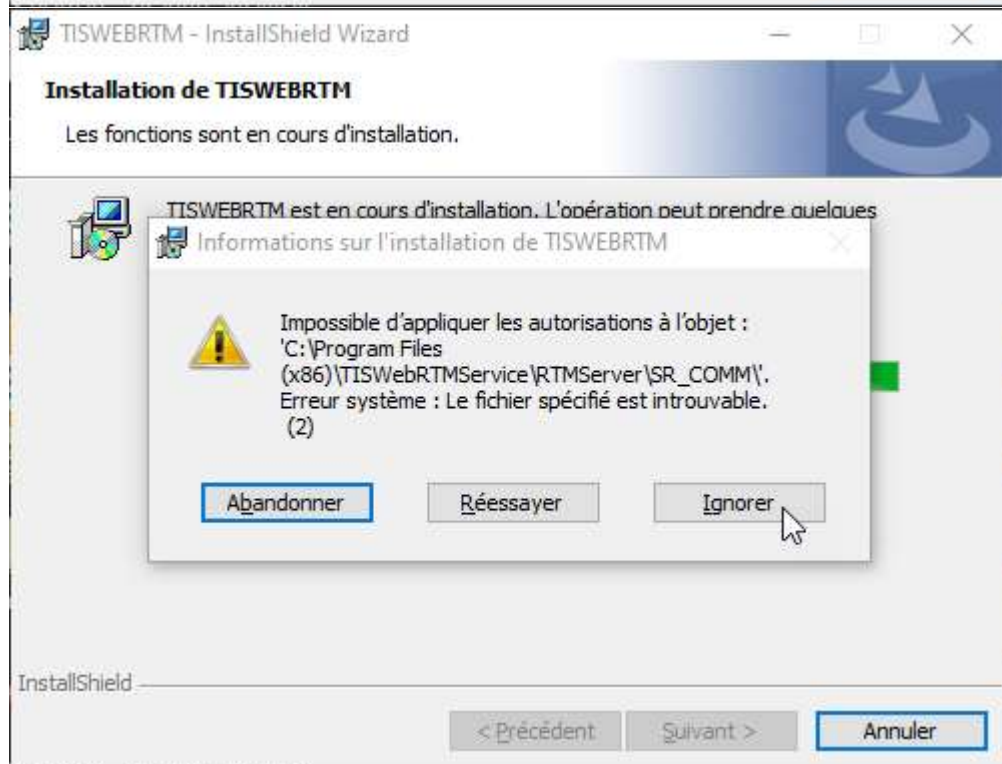 TISWEBRTM - InstallShield Wizard
Installation de TISWEBRTM
Les fonctions sont en cours d'installation.
TISWEBRTM est en cours d'installation. L'opération peut prendre quelques
Informations sur l'installation de TISWEBRTM
Impossible d’appliquer les autorisations à l’objet :
'C:\Program Files
(x86)\TISWebRTMService\RTMServer\SR_COMM\'.
Erreur système : Le fichier spécifié est introuvable.
(2)
Abandonner
Réessayer
Ignorer
InstallShield
< Précédent
Suivant >
Annuler